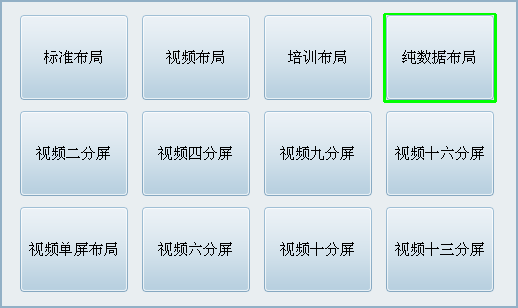 标准布局
视频布局
培训布局
纯数据布局
视频二分屏
视频四分屏
视频九分屏
视频十六分屏
视频单屏布局
视频六分屏
视频十分屏
视频十三分屏